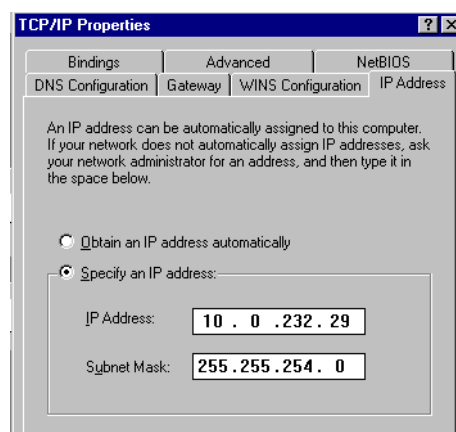 TCP/IP Properties
Bindings Advanced NetBIOS
DNS Configuration Gateway WINS Configuration IP Address
An IP address can be automatically assigned to this computer.
If your network does not automatically assign IP addresses, ask
your network administrator for an address, and then type it in
the space below.
Obtain an IP address automatically
Specify an IP address:
IP Address: 10 . 0 .232 . 29
Subnet Mask: 255.255.254. 0